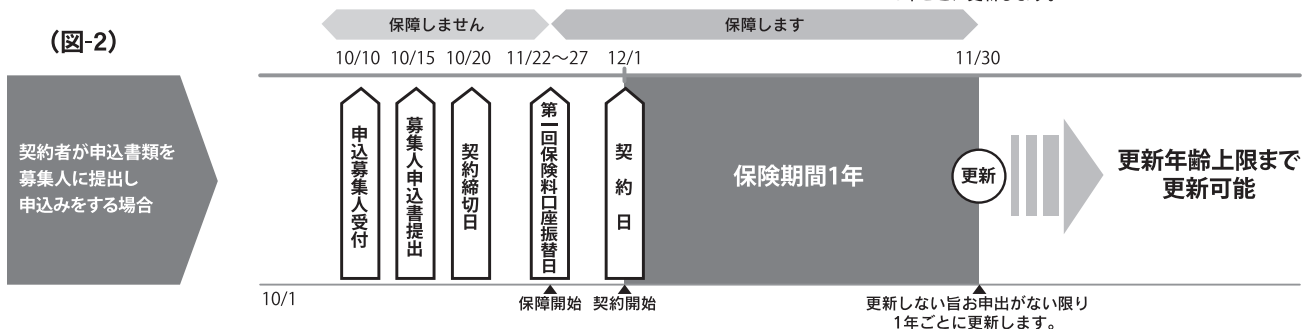 保障しません
保障します
(図-2)
10/10
10/15
10/20
11/22〜27
12/1
11/30
契約者が申込書類を
募集人に提出し
申込みをする場合
申込募集人受付
募集人申込書提出
契約締切日
第一回保険料口座振替日
契約日
保険期間1年
更新
更新年齢上限まで
更新可能
10/1
保障開始
契約開始
更新しない旨お申出がない限り
1年ごとに更新します。